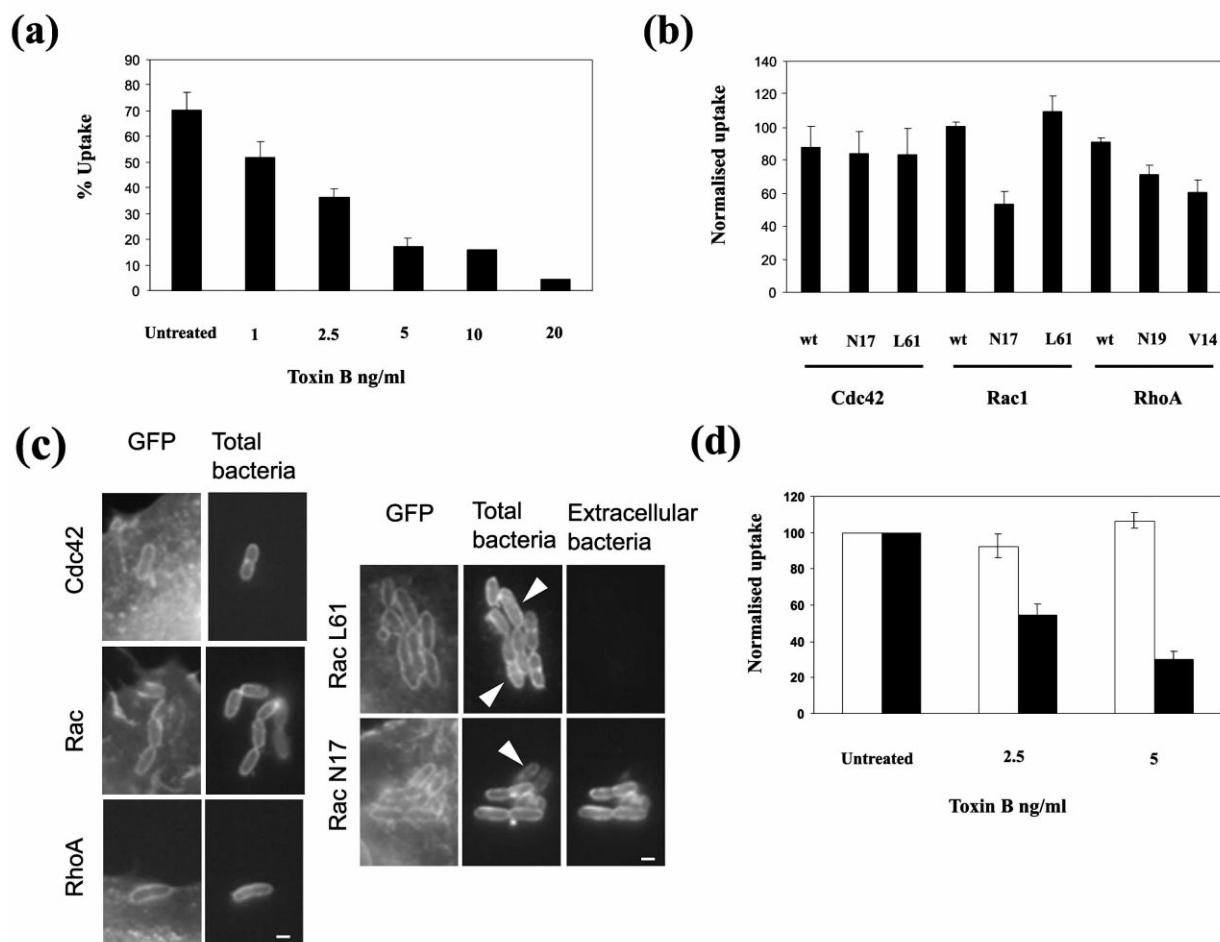 (a)
90
80
70
60
50
40
30
20
10
0
% Uptake
Untreated 1 2.5 5 10 20
Toxin B ng/ml
(b)
140
120
100
80
60
40
20
0
Normalised uptake
wt N17 L61 wt N17 L61 wt N19 V14
Cdc42 Rac1 RhoA
(c)
GFP Total
bacteria
Cdc42
Rac
RhoA
GFP Total Extracellular
bacteria bacteria
Rac L61
Rac N17
(d)
120
100
80
60
40
20
0
Normalised uptake
Untreated 2.5 5
Toxin B ng/ml